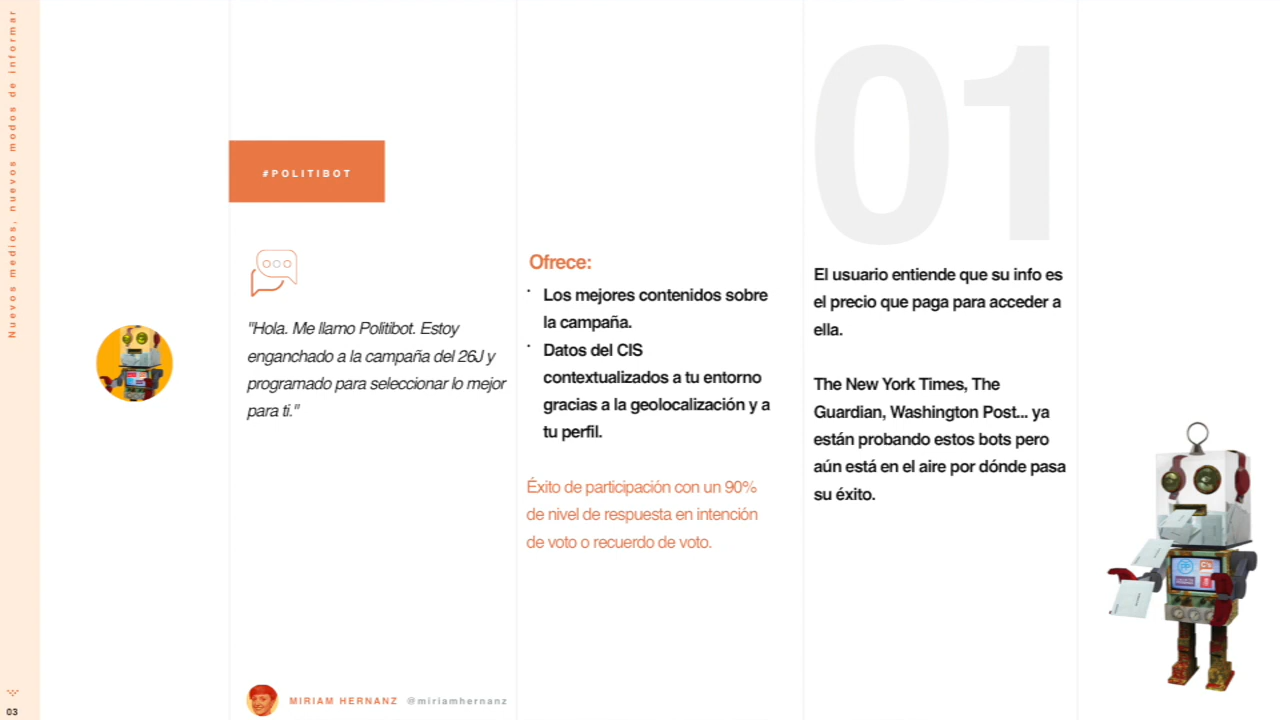 Nuevos medios, nuevos modos de informar
03
#POLITIBOT
"Hola. Me llamo Politibot. Estoy
enganchado a la campaña del 26J y
programado para seleccionar lo mejor
para ti."
Ofrece:
· Los mejores contenidos sobre
la campaña.
· Datos del CIS
contextualizados a tu entorno
gracias a la geolocalización y a
tu perfil.
Éxito de participación con un 90%
de nivel de respuesta en intención
de voto o recuerdo de voto.
01
El usuario entiende que su info es
el precio que paga para acceder a
ella.
The New York Times, The
Guardian, Washington Post... ya
están probando estos bots pero
aún está en el aire por dónde pasa
su éxito.
MIRIAM HERNANZ @miriamhernanz